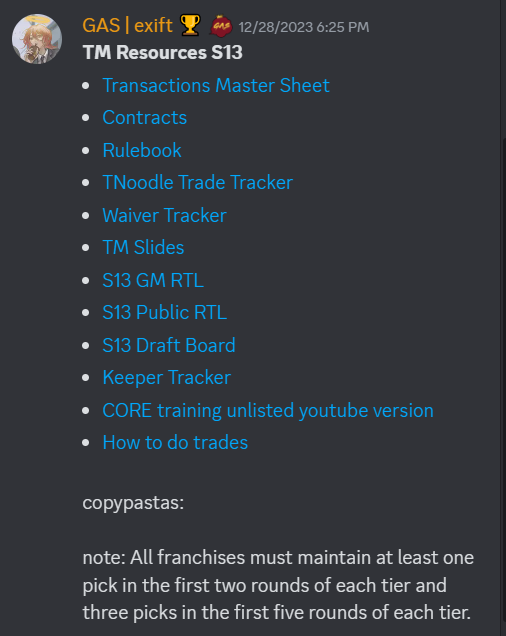 GAS | exift 🏆 GAS 12/28/2023 6:25 PM
TM Resources S13
• Transactions Master Sheet
• Contracts
• Rulebook
• TNoodle Trade Tracker
• Waiver Tracker
• TM Slides
• S13 GM RTL
• S13 Public RTL
• S13 Draft Board
• Keeper Tracker
• CORE training unlisted youtube version
• How to do trades
copypastas:
note: All franchises must maintain at least one
pick in the first two rounds of each tier and
three picks in the first five rounds of each tier.